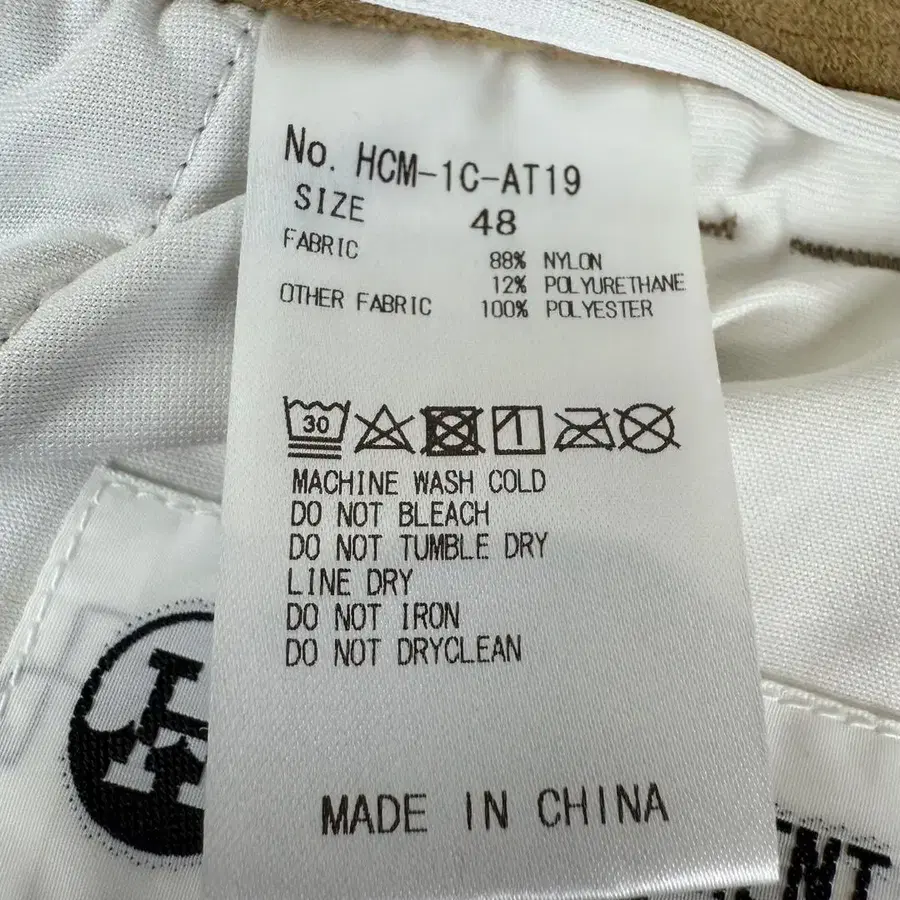 No. HCM-1C-AT19
SIZE 48
FABRIC 88% NYLON
12% POLYURETHANE
OTHER FABRIC 100% POLYESTER
30
MACHINE WASH COLD
DO NOT BLEACH
DO NOT TUMBLE DRY
LINE DRY
DO NOT IRON
DO NOT DRYCLEAN
MADE IN CHINA